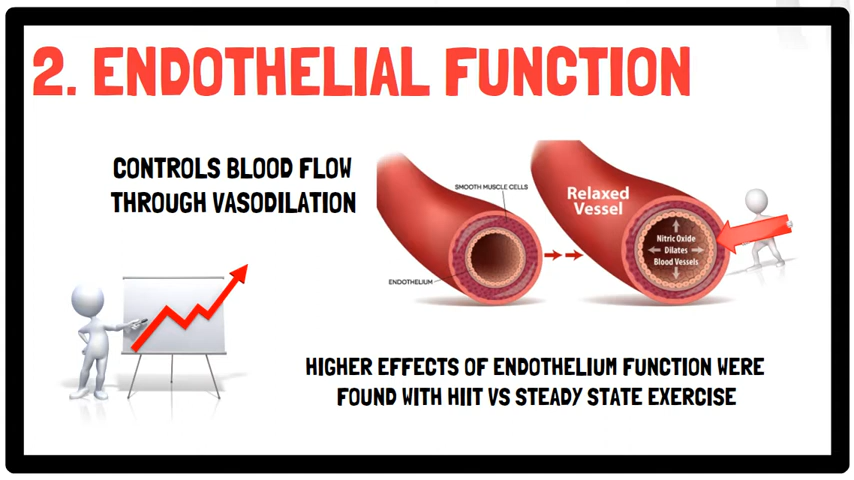 2. ENDOTHELIAL FUNCTION
CONTROLS BLOOD FLOW
THROUGH VASODILATION
SMOOTH MUSCLE CELLS
ENDOTHELIUM
Relaxed
Vessel
Nitric Oxide
Dilates
Blood Vessels
HIGHER EFFECTS OF ENDOTHELIUM FUNCTION WERE
FOUND WITH HIIT VS STEADY STATE EXERCISE